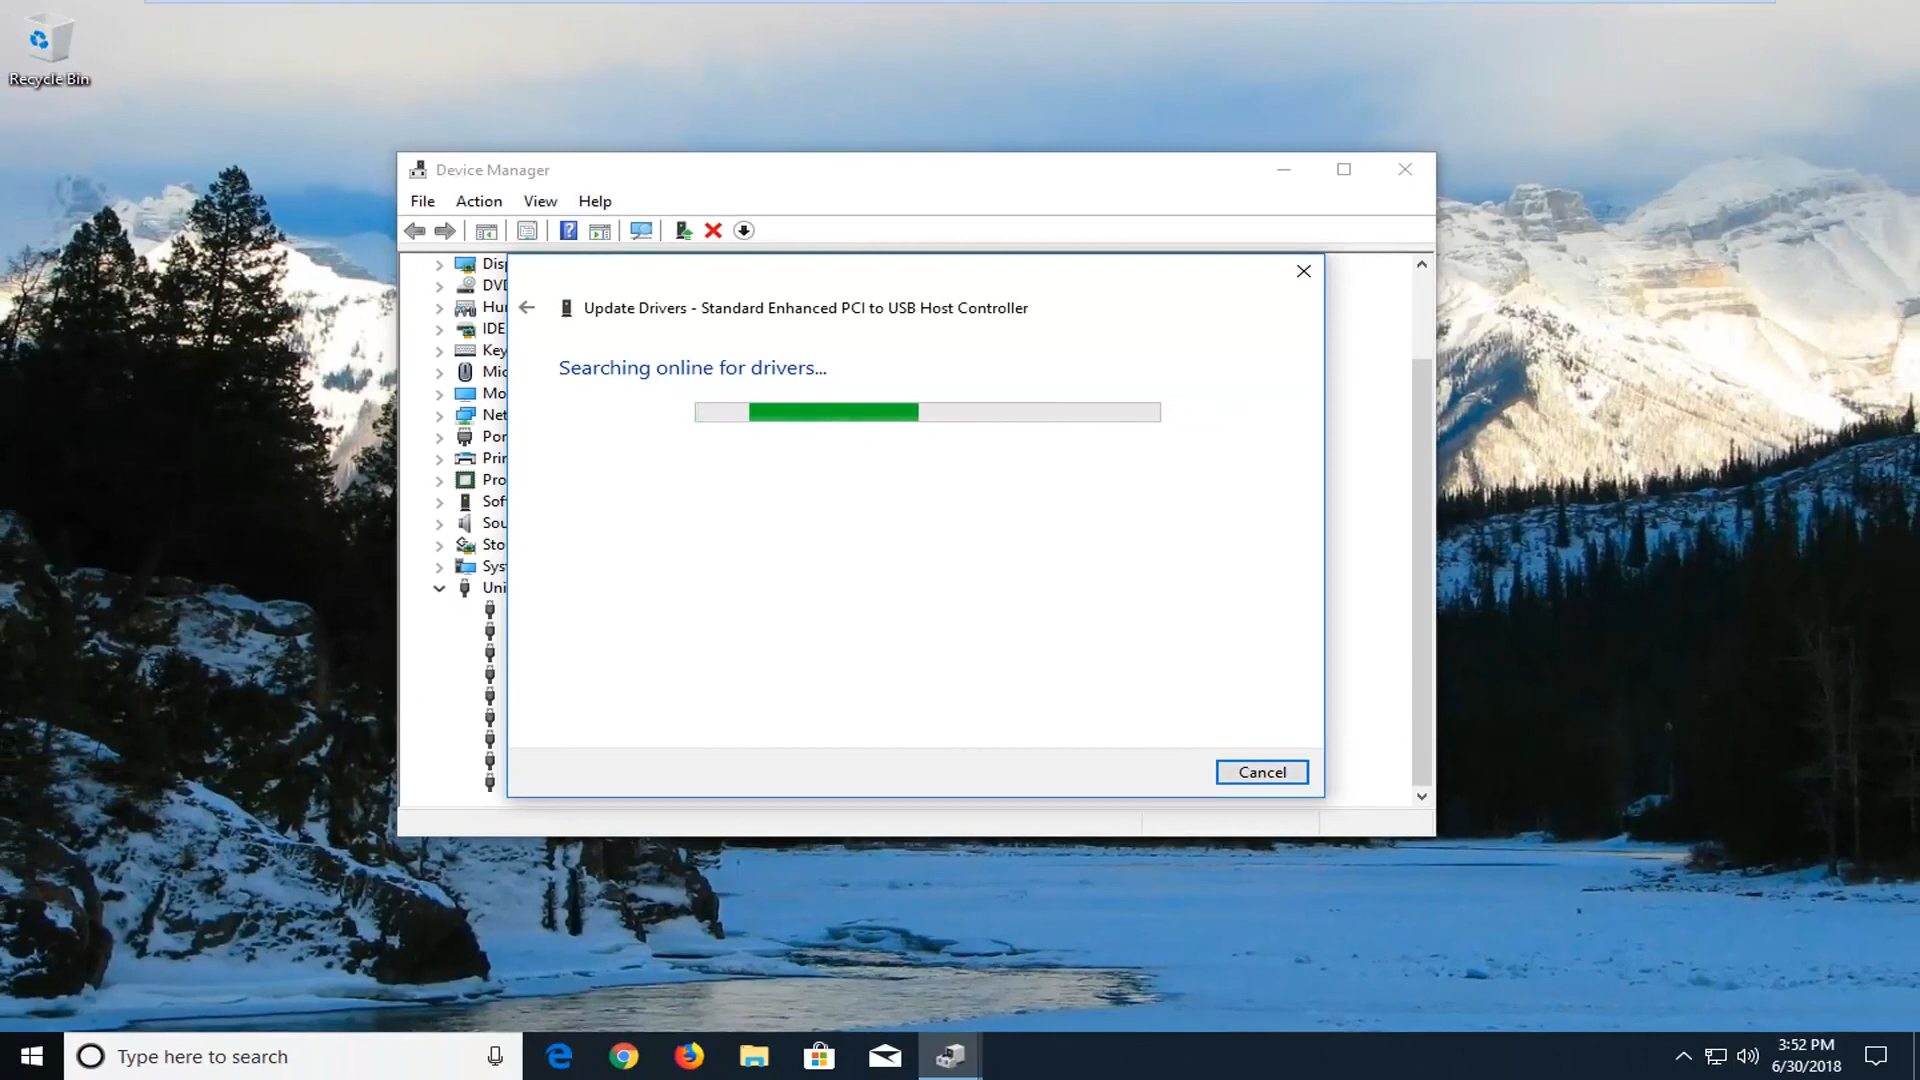 Recycle Bin
Device Manager
File Action View Help
Disp
DVD
Hu
IDE
Key
Mic
Mo
Net
Por
Prin
Pro
Sof
Sou
Sto
Sys
Uni
Update Drivers - Standard Enhanced PCI to USB Host Controller
Searching online for drivers...
Cancel
Type here to search
3:52 PM
6/30/2018